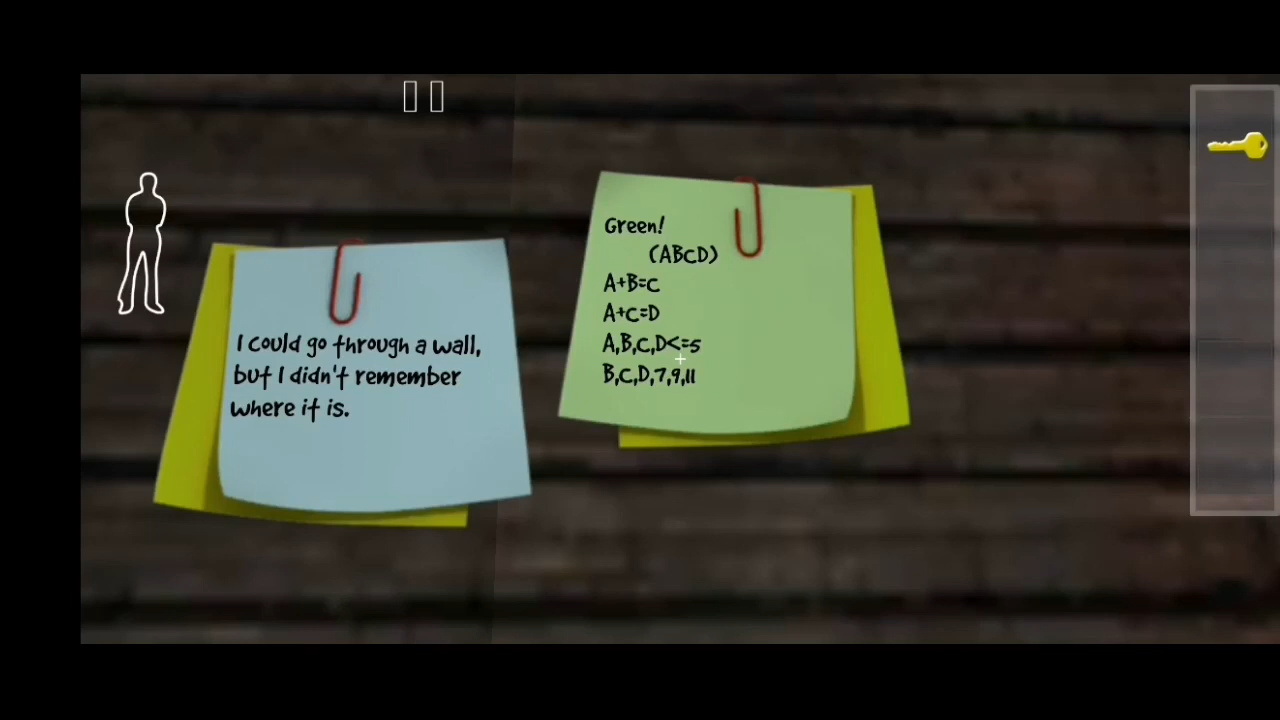 I could go through a wall,
but I didn't remember
where it is.
Green!
(ABCD)
A+B=C
A+C=D
A,B,C,D<=5
B,C,D,7,9,11